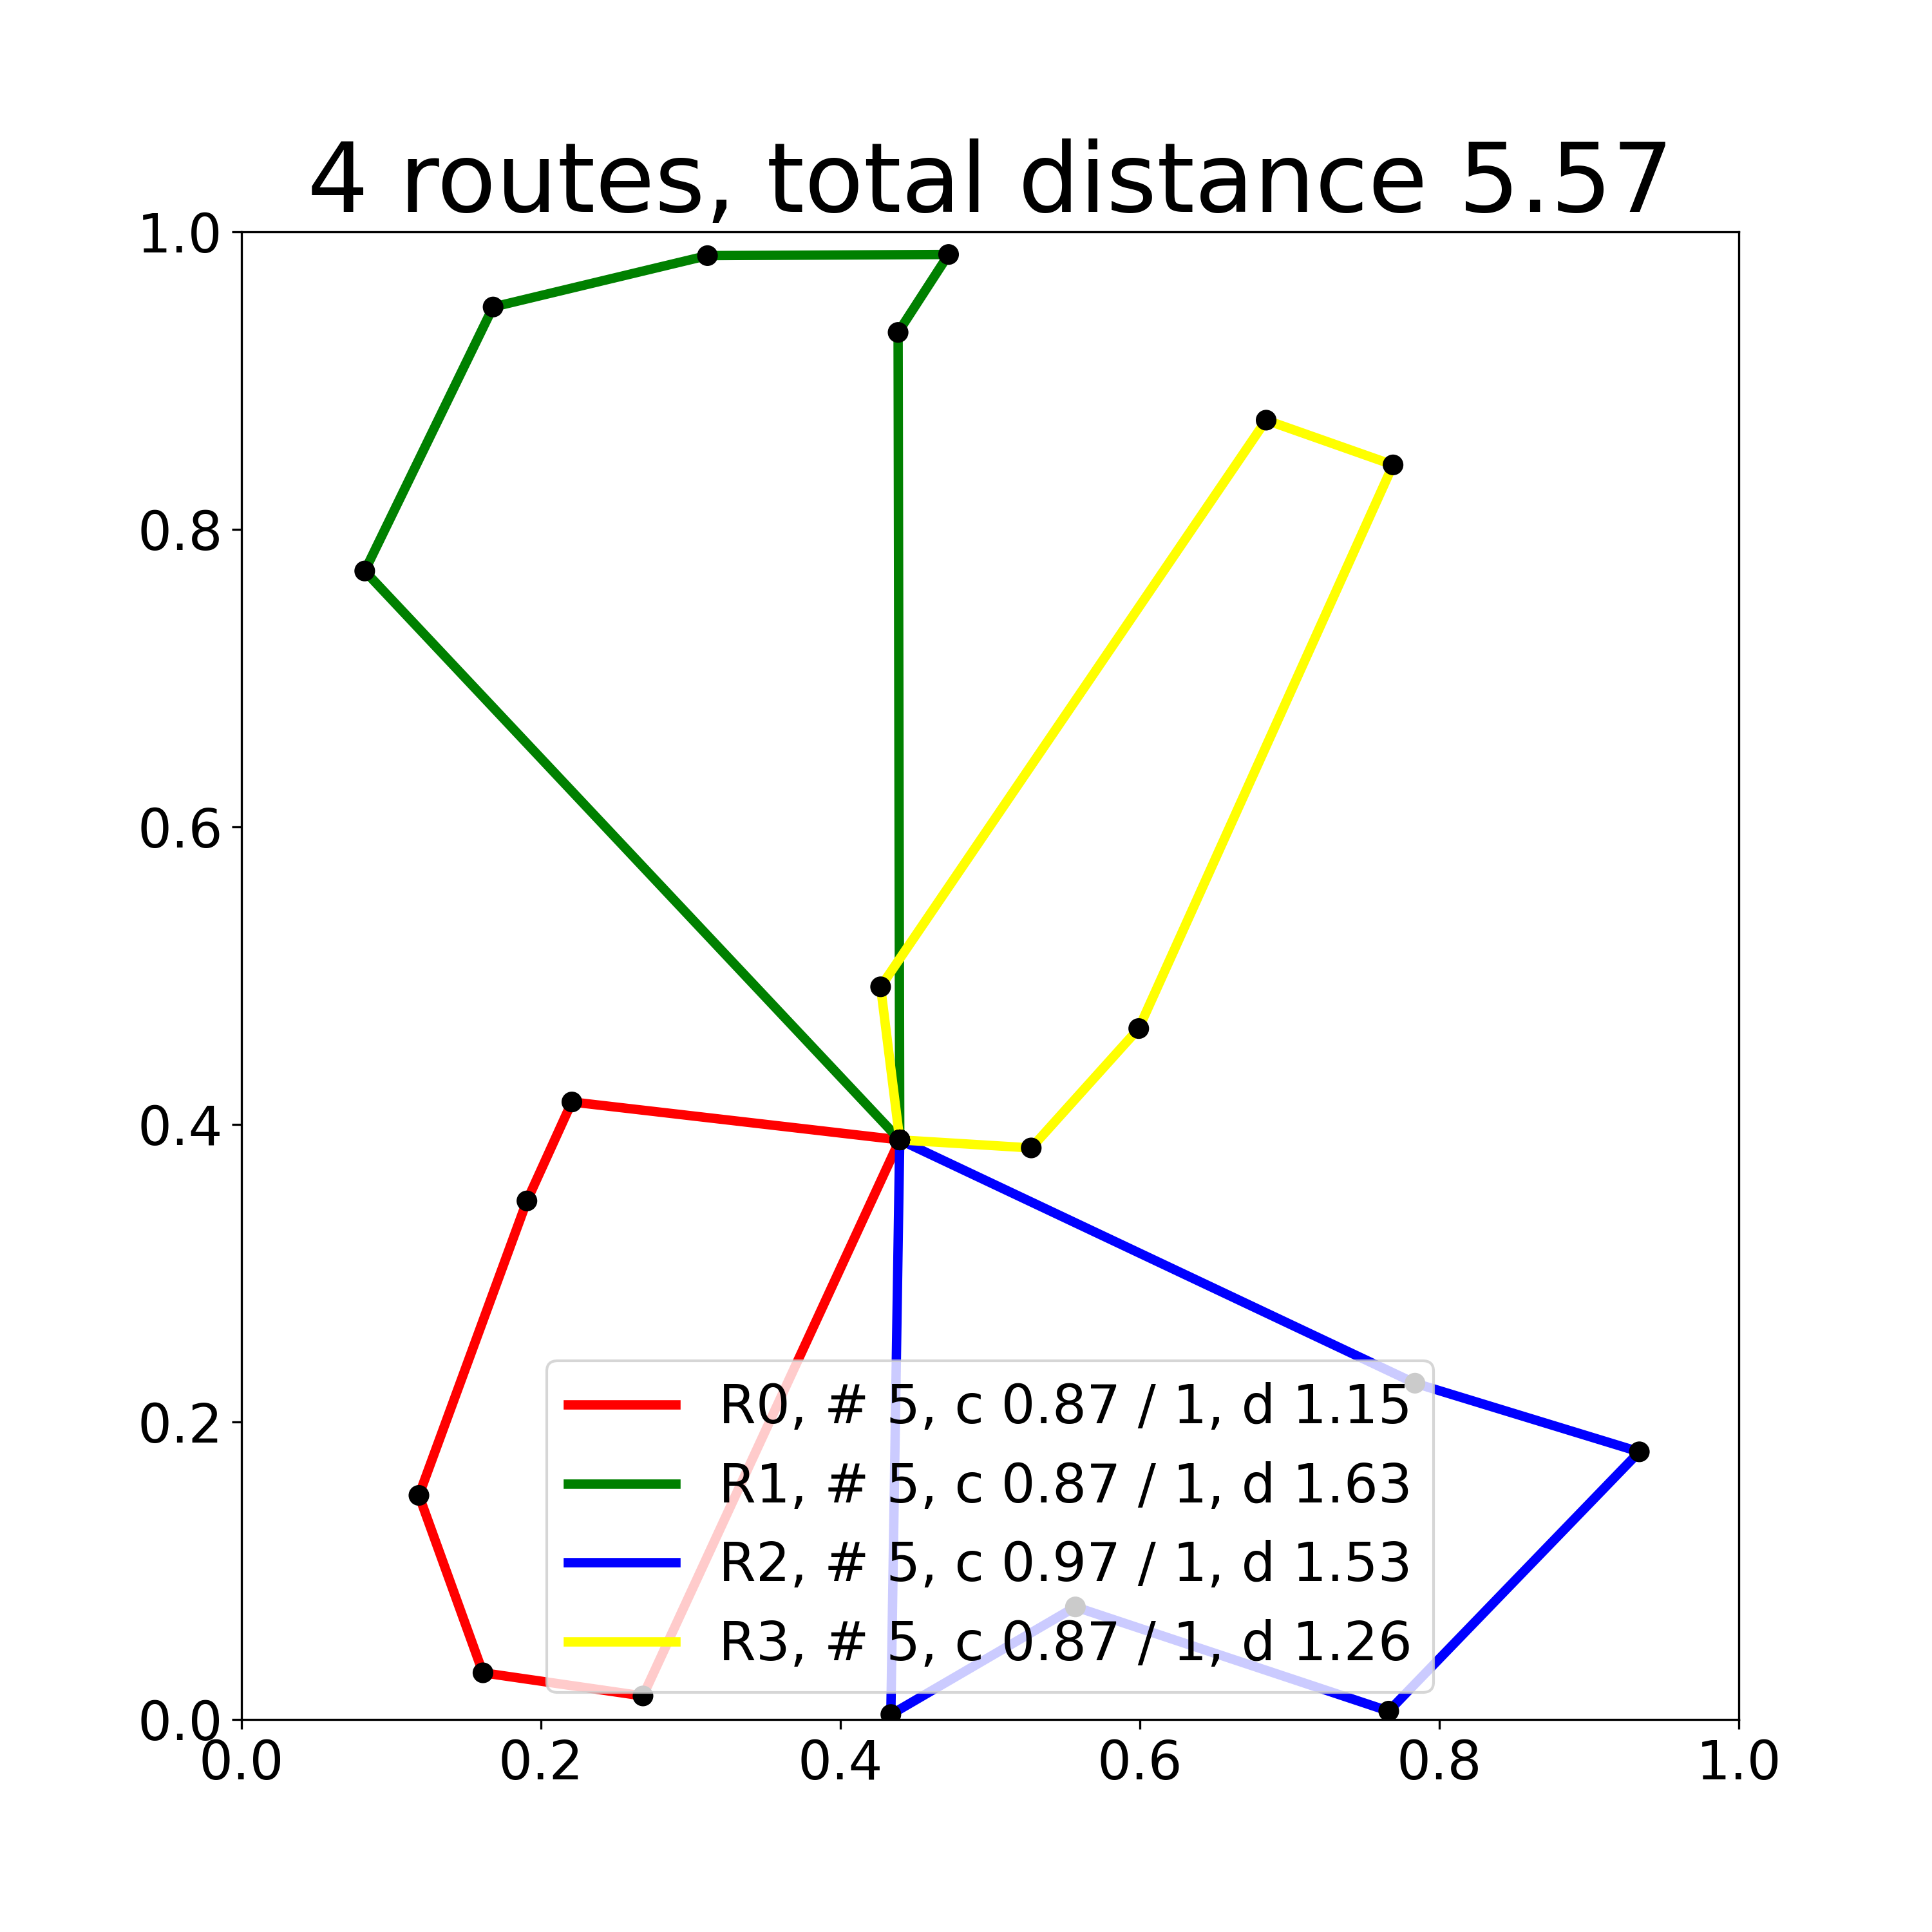 4 routes, total distance 5.57
1.0
0.8
0.6
0.4
0.2
0.0
R0, # 5, c 0.87 / 1, d 1.15
R1, # 5, c 0.87 / 1, d 1.63
R2, # 5, c 0.97 / 1, d 1.53
R3, # 5, c 0.87 / 1, d 1.26
0.0 0.2 0.4 0.6 0.8 1.0